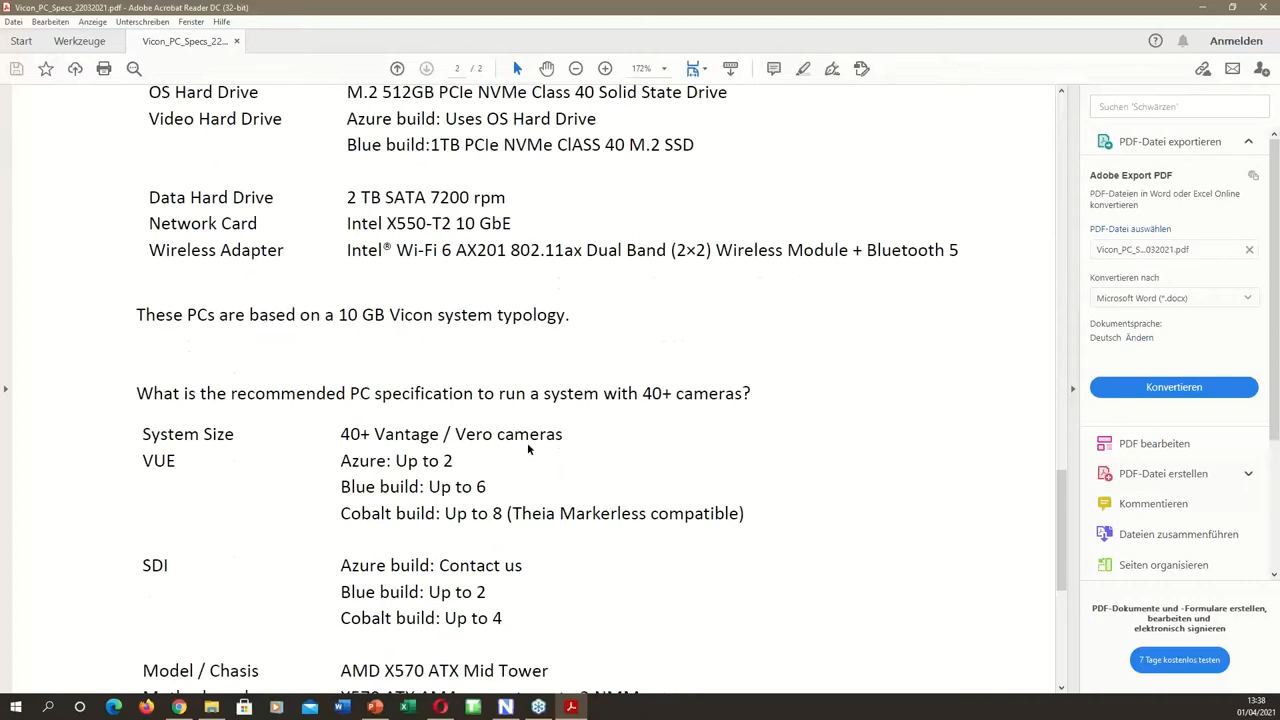 Vicon_PC_Specs_22032021.pdf - Adobe Acrobat Reader DC (32-bit)
Datei Bearbeiten Anzeige Unterschreiben Fenster Hilfe
Start Werkzeuge Vicon_PC_Specs_22... × Anmelden
2 / 2 172%
OS Hard Drive M.2 512GB PCIe NVMe Class 40 Solid State Drive
Video Hard Drive Azure build: Uses OS Hard Drive
Blue build:1TB PCIe NVMe ClASS 40 M.2 SSD
Data Hard Drive 2 TB SATA 7200 rpm
Network Card Intel X550-T2 10 GbE
Wireless Adapter Intel® Wi-Fi 6 AX201 802.11ax Dual Band (2×2) Wireless Module + Bluetooth 5
These PCs are based on a 10 GB Vicon system typology.
What is the recommended PC specification to run a system with 40+ cameras?
System Size 40+ Vantage / Vero cameras
VUE Azure: Up to 2
Blue build: Up to 6
Cobalt build: Up to 8 (Theia Markerless compatible)
SDI Azure build: Contact us
Blue build: Up to 2
Cobalt build: Up to 4
Model / Chasis AMD X570 ATX Mid Tower
Suchen 'Schwärzen'
PDF-Datei exportieren
Adobe Export PDF
PDF-Dateien in Word oder Excel Online
konvertieren
PDF-Datei auswählen
Vicon_PC_S...032021.pdf
Konvertieren nach
Microsoft Word (*.docx)
Dokumentsprache:
Deutsch Ändern
Konvertieren
PDF bearbeiten
PDF-Datei erstellen
Kommentieren
Dateien zusammenführen
Seiten organisieren
PDF-Dokumente und -Formulare erstellen,
bearbeiten und
elektronisch signieren
7 Tage kostenlos testen
13:38
01/04/2021